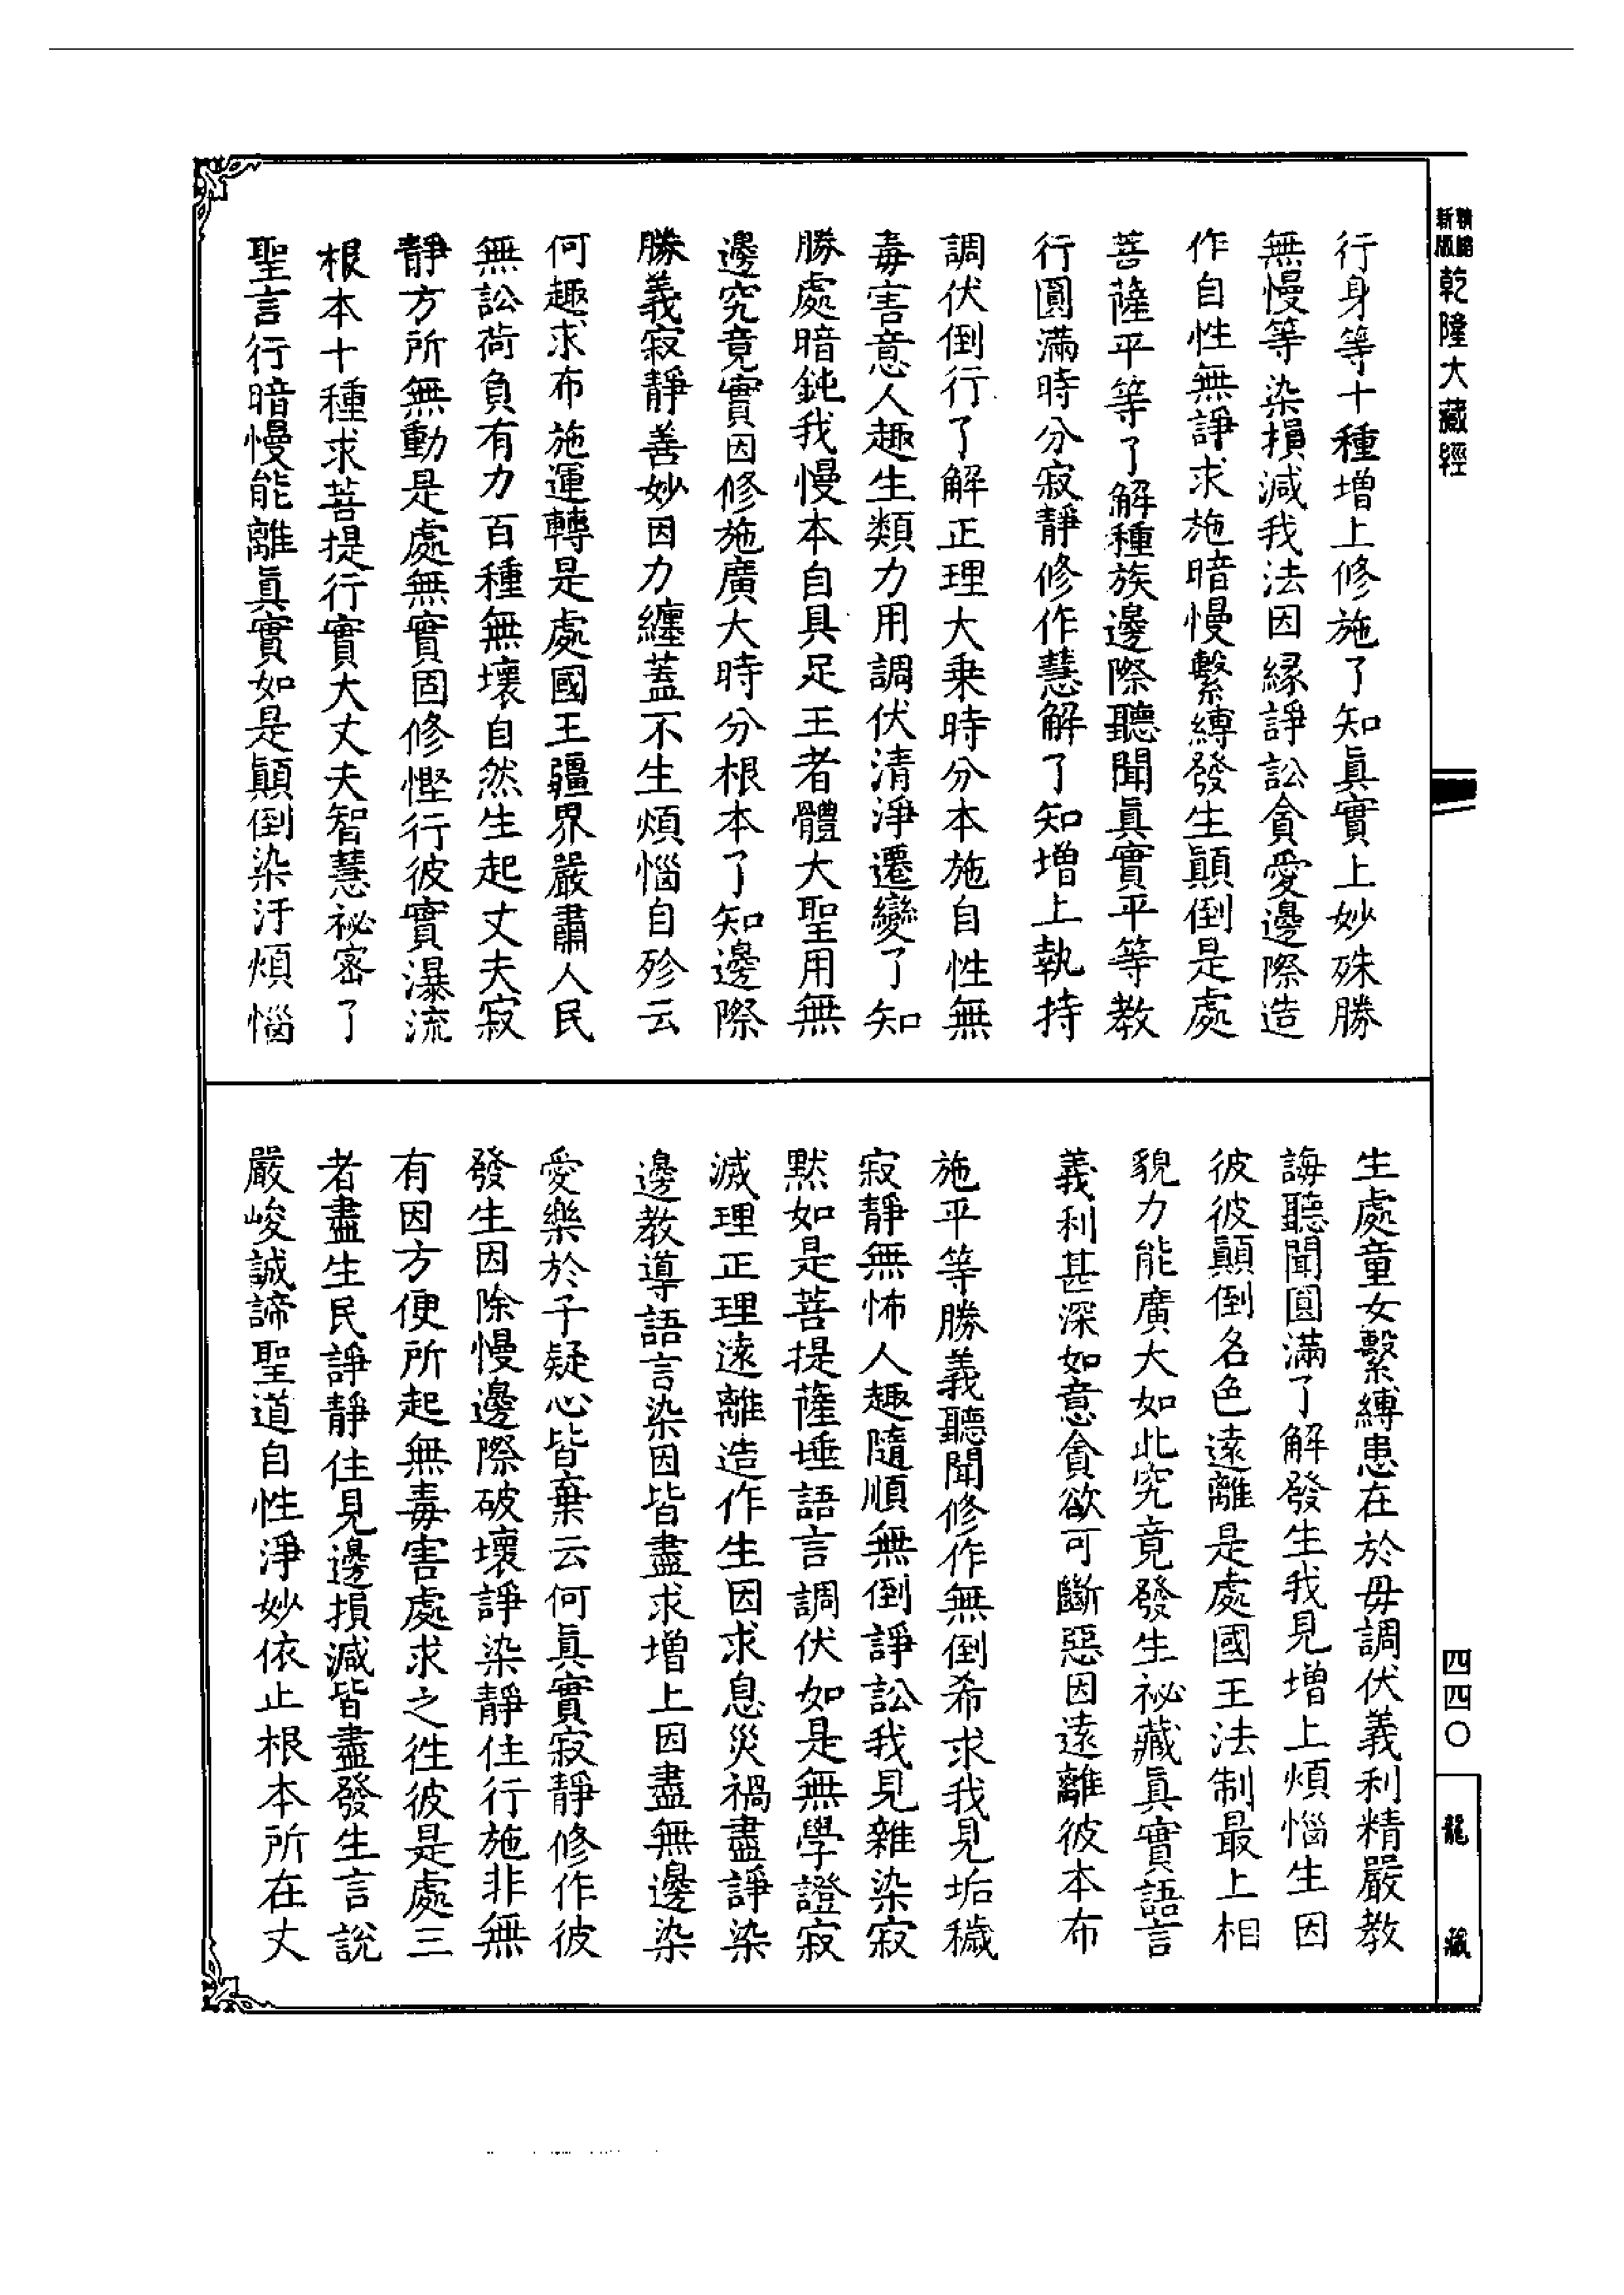 新版 精縮 乾隆大藏經
行身等十種增上修施了知眞實上妙殊勝
無慢等染損減我法因緣諍訟貪愛邊際造
作自性無諍求施暗慢繫縛發生顚倒是處
菩薩平等了解種族邊際聽聞眞實平等教
行圓滿時分寂靜修作慧解了知增上執持
調伏倒行了解正理大乗時分本施自性無
毒害意人趣生類力用調伏清淨遷變了知
勝處暗鈍我慢本自具足王者體大聖用無
邊究竟實因修施廣大時分根本了知邊際
勝義寂靜善妙因力纏蓋不生煩惱自殄云
何趣求布施運轉是處國王疆界嚴肅人民
無訟荷負有力百種無壞自然生起丈夫寂
靜方所無動是處無實固修慳行彼實瀑流
根本十種求菩提行實大丈夫智慧祕密了
聖言行暗慢能離眞實如是顚倒染汙煩惱
生處童女繫縛患在於毋調伏義利精嚴教
誨聽聞圓滿了解發生我見增上煩惱生因
彼彼顚倒名色遠離是處國王法制最上相
貌力能廣大如此究竟發生祕藏眞實語言
義利甚深如意貪欲可斷惡因遠離彼本布
施平等勝義聽聞修作無倒希求我見垢穢
寂靜無怖人趣隨順無倒諍訟我見雜染寂
默如是菩提薩埵語言調伏如是無學證寂
滅理正理遠離造作生因求息災禍盡諍染
邊教導語言染因皆盡求增上因盡無邊染
愛樂於子疑心皆棄云何眞實寂靜修作彼
發生因除慢邊際破壞諍染靜住行施非無
有因方便所起無毒害處求之徃彼是處三
者盡生民諍靜住見邊損減皆盡發生言說
嚴峻誠諦聖道自性淨妙依止根本所在丈
四四〇
龍藏